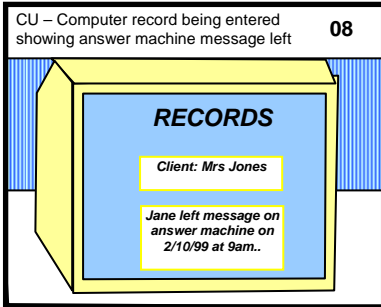 CU – Computer record being entered
showing answer machine message left
08
RECORDS
Client: Mrs Jones
Jane left message on
answer machine on
2/10/99 at 9am..